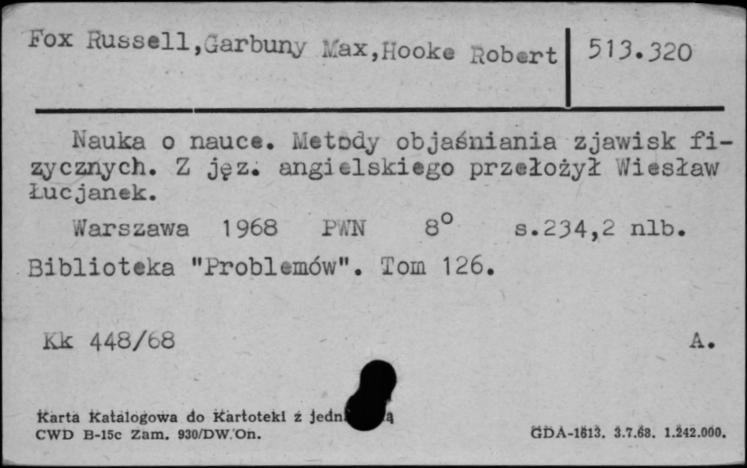 Fox Russell,Garbuny Max,Hooke Robert 513.320
Nauka o nauce. Metody objaśniania zjawisk fi-
zycznych. Z jęz. angielskiego przełożył Wiesław
Łucjanek.
Warszawa 1968 PWN 8° s.234,2 nlb.
Biblioteka "Problemów". Tom 126.
Kk 448/68 A.
Karta Katalogowa do Kartoteki z
CWD B-15c Zam. 930/DW.On. GDA-1613. 3.7.68. 1.242.000.